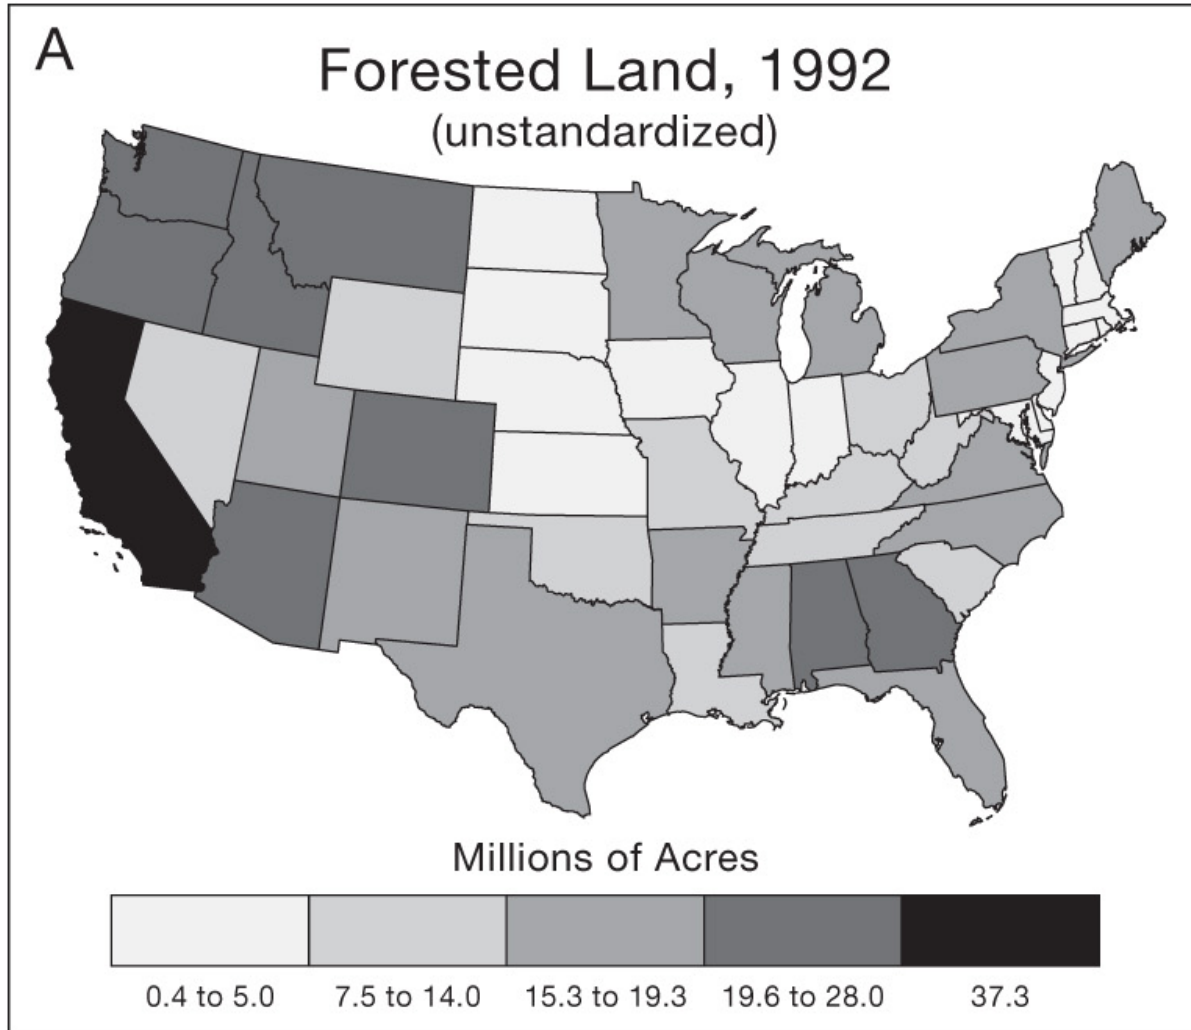 A
Forested Land, 1992
(unstandardized)
Millions of Acres
0.4 to 5.0 7.5 to 14.0 15.3 to 19.3 19.6 to 28.0 37.3